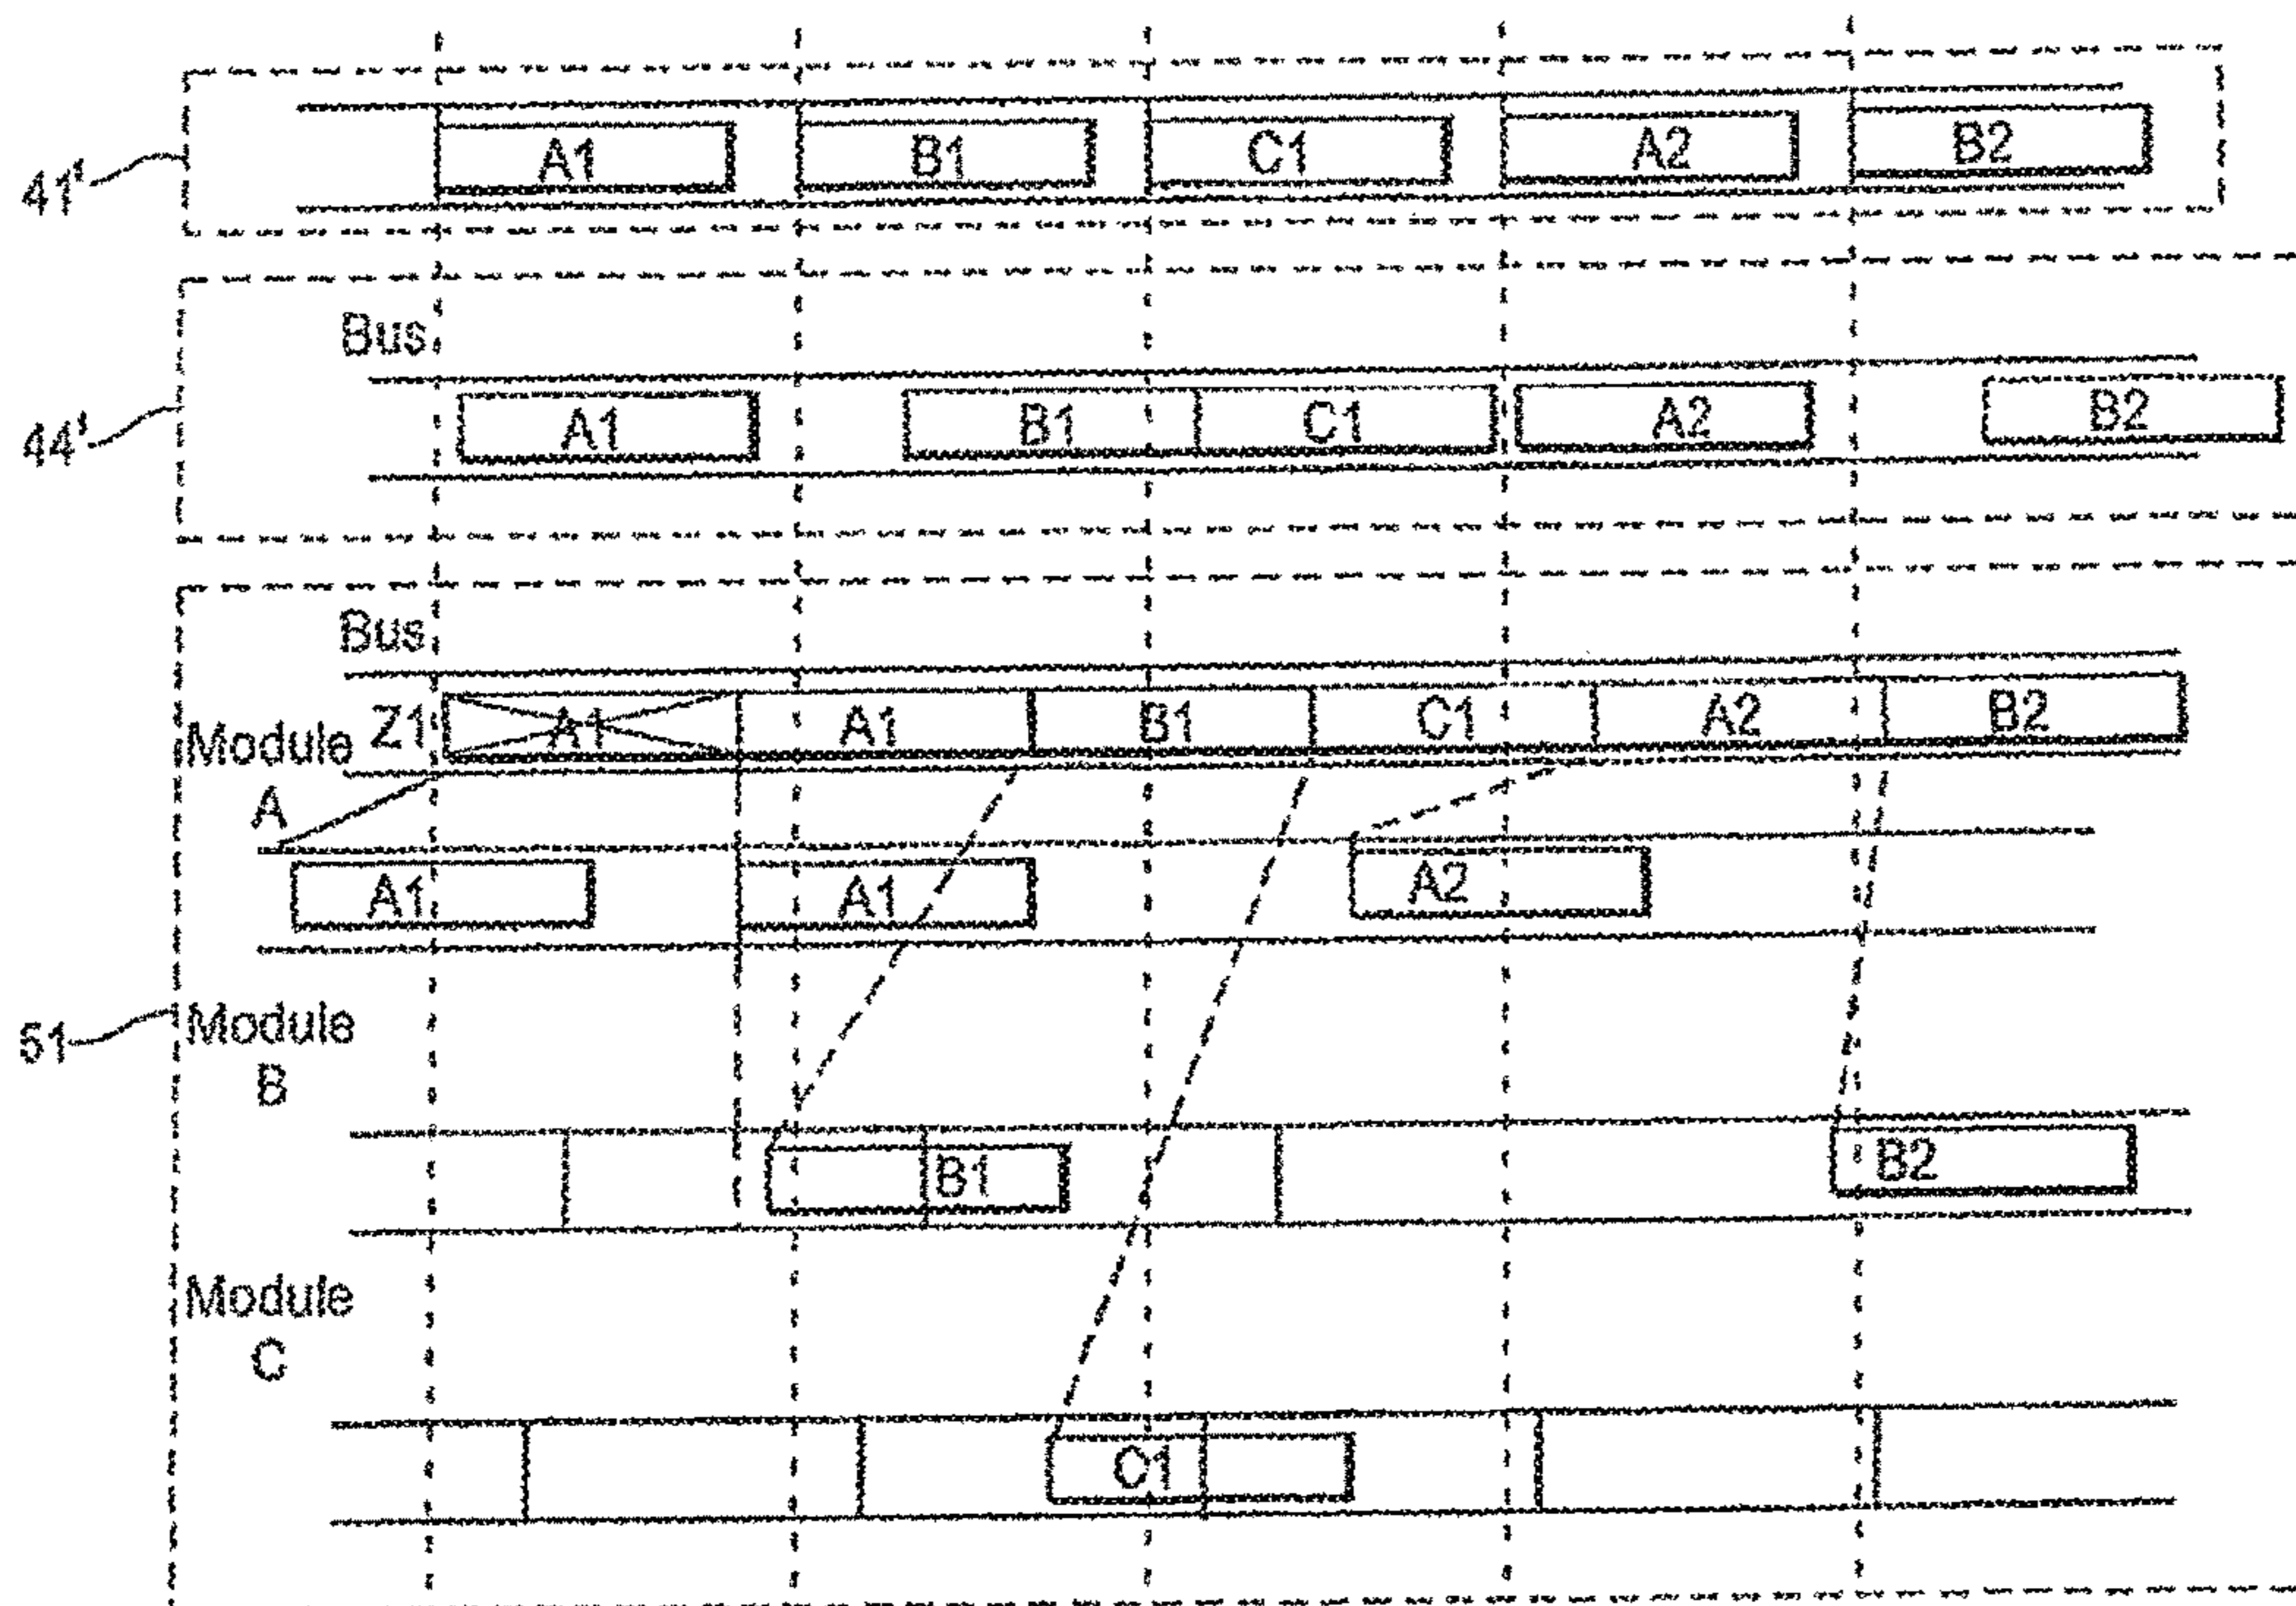 41'
A1 B1 C1 A2 B2
Bus
44'
A1 B1 C1 A2 B2
Bus
Module A
Z1 A1 A1 B1 C1 A2 B2
A1 A1 A2
51
Module B
B1 B2
Module C
C1